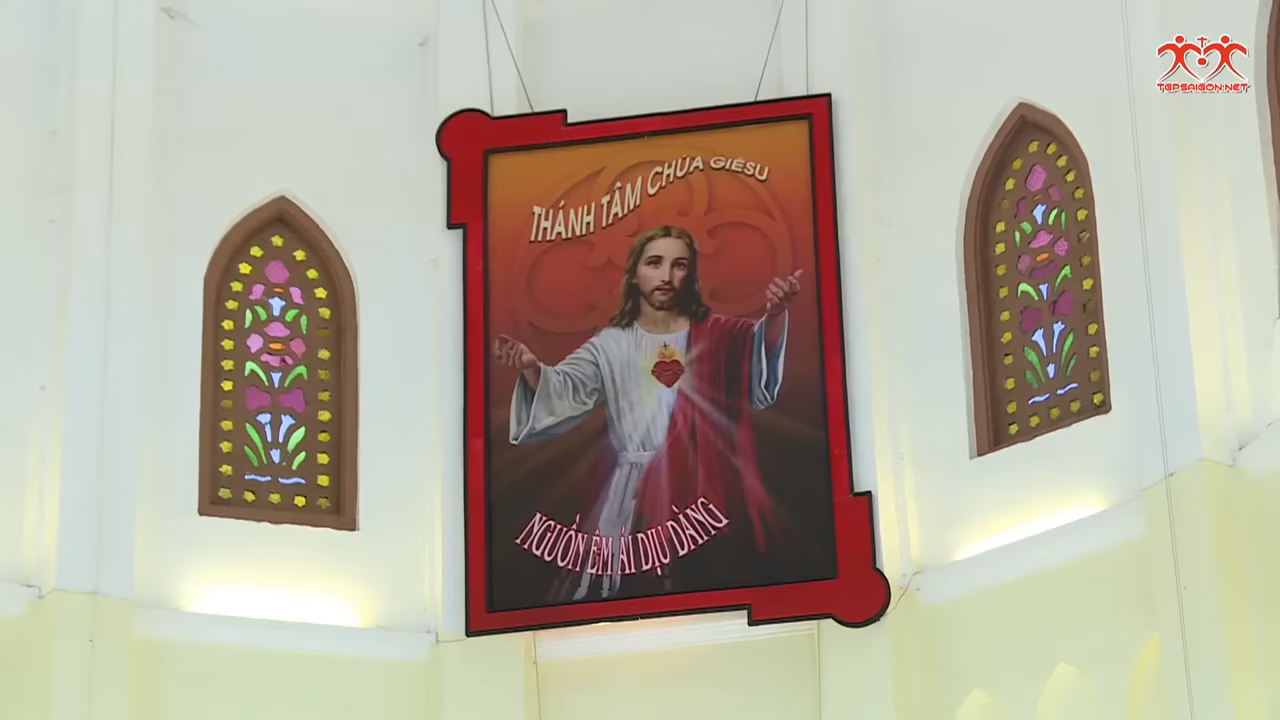 TGPSAIGON.NET
THÁNH TÂM CHÚA GIÊSU
NGUỒN ÊM ÁI DỊU DÀNG